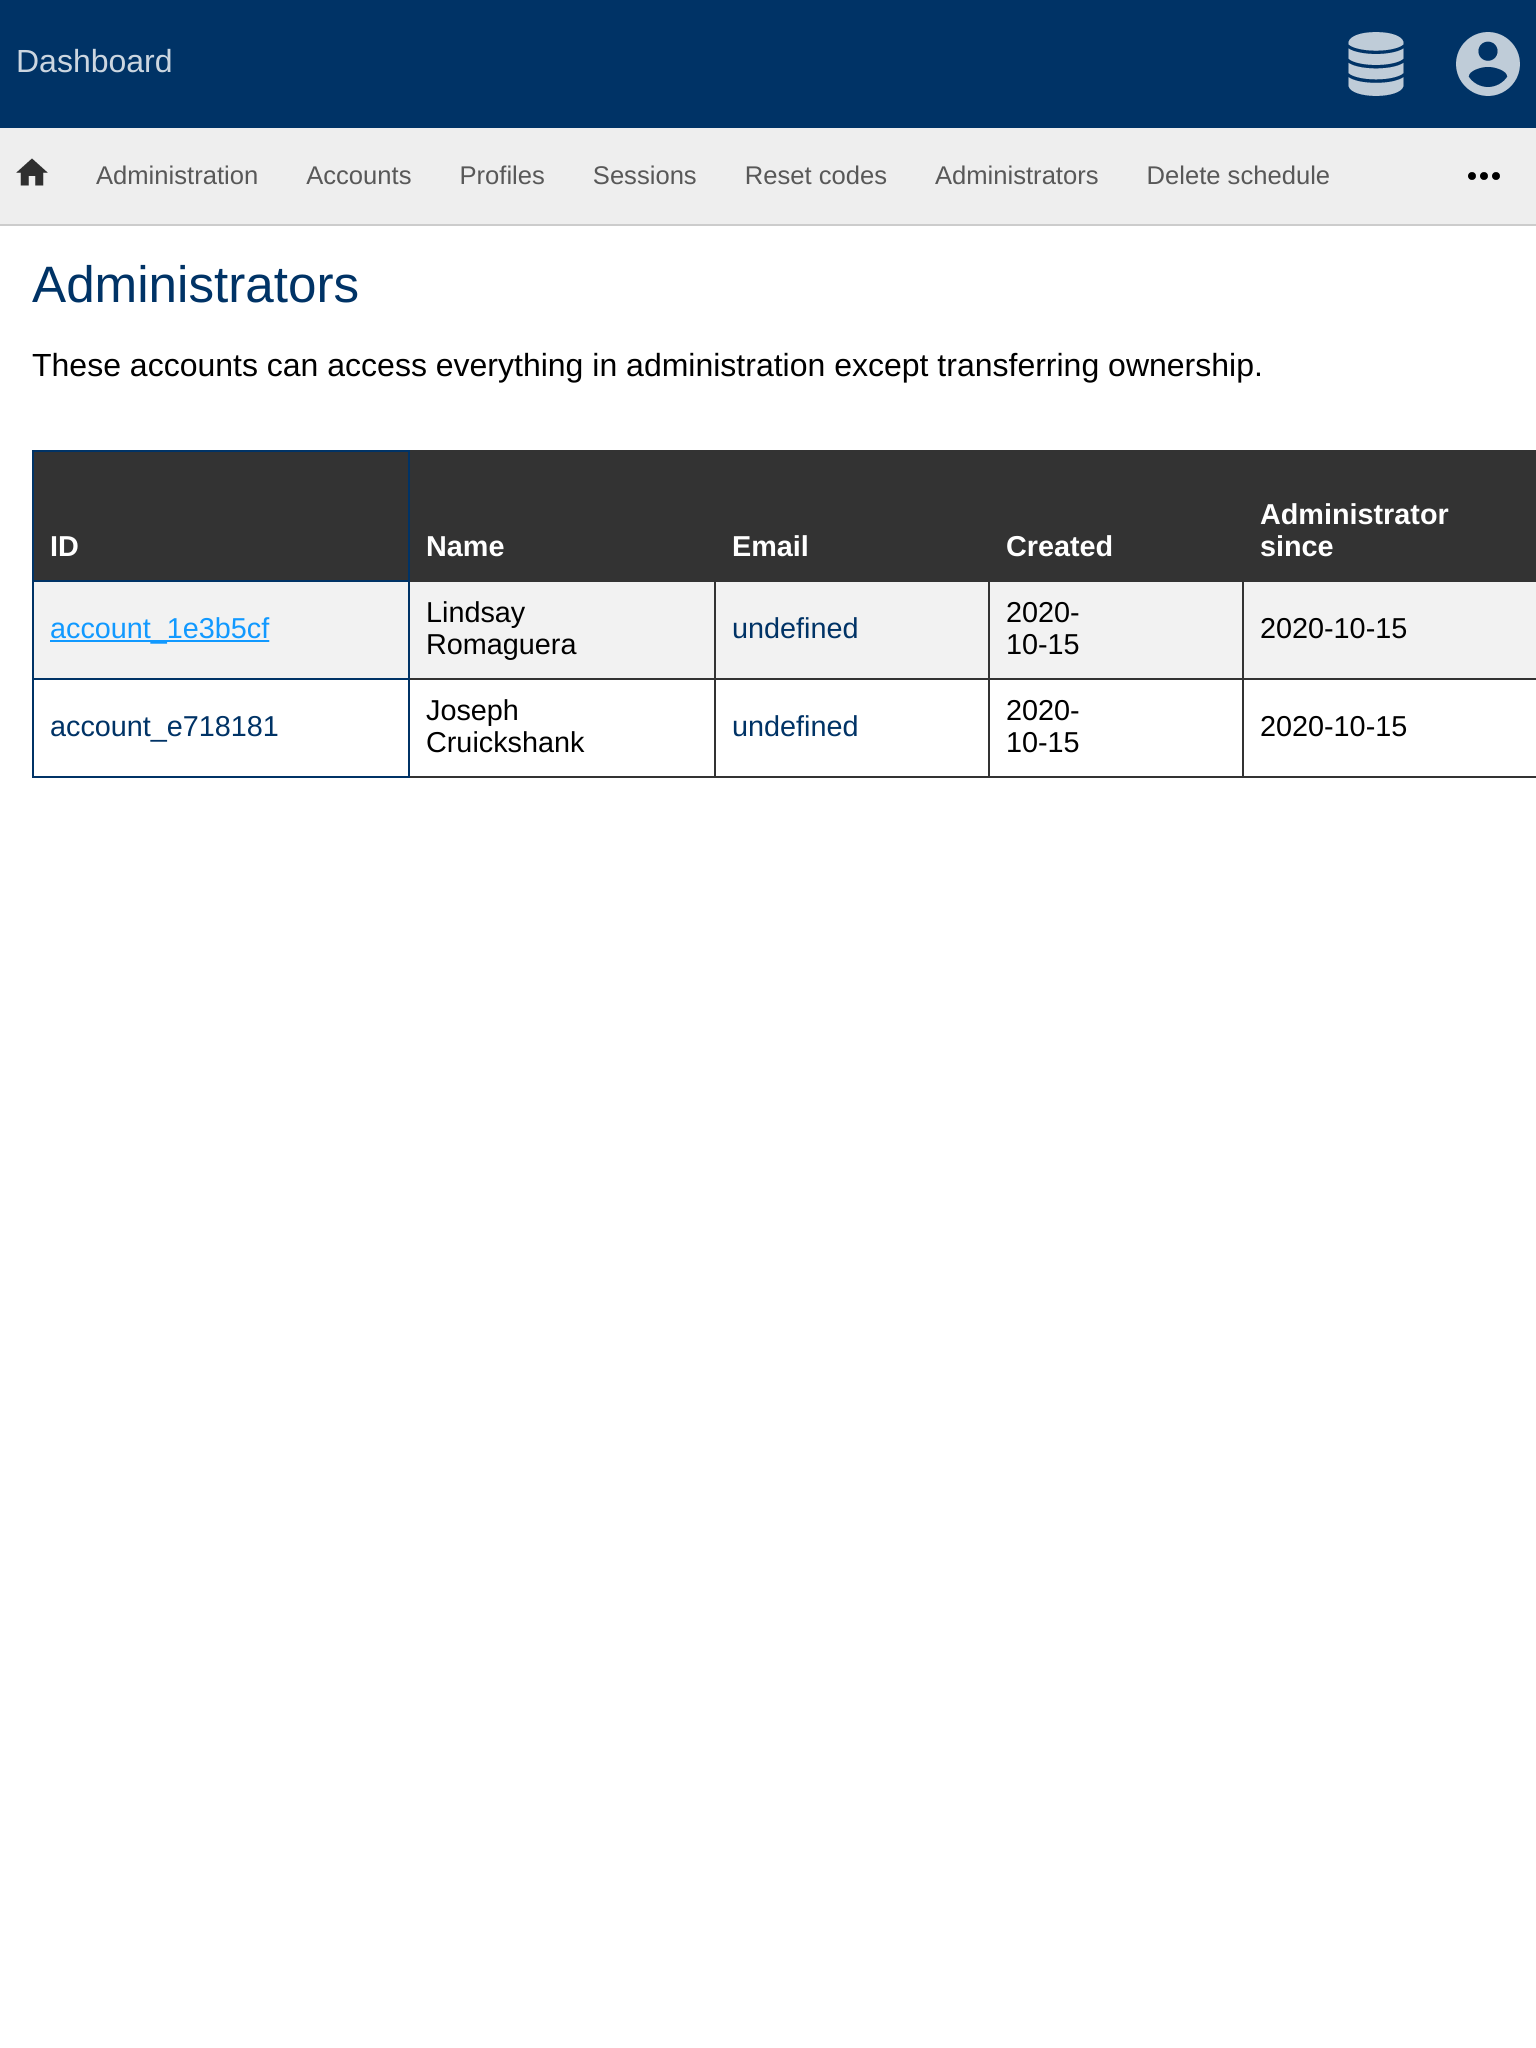 Dashboard
Administration Accounts Profiles Sessions Reset codes Administrators Delete schedule
Administrators
These accounts can access everything in administration except transferring ownership.
ID Name Email Created Administrator since
account_1e3b5cf Lindsay Romaguera undefined 2020-10-15 2020-10-15
account_e718181 Joseph Cruickshank undefined 2020-10-15 2020-10-15